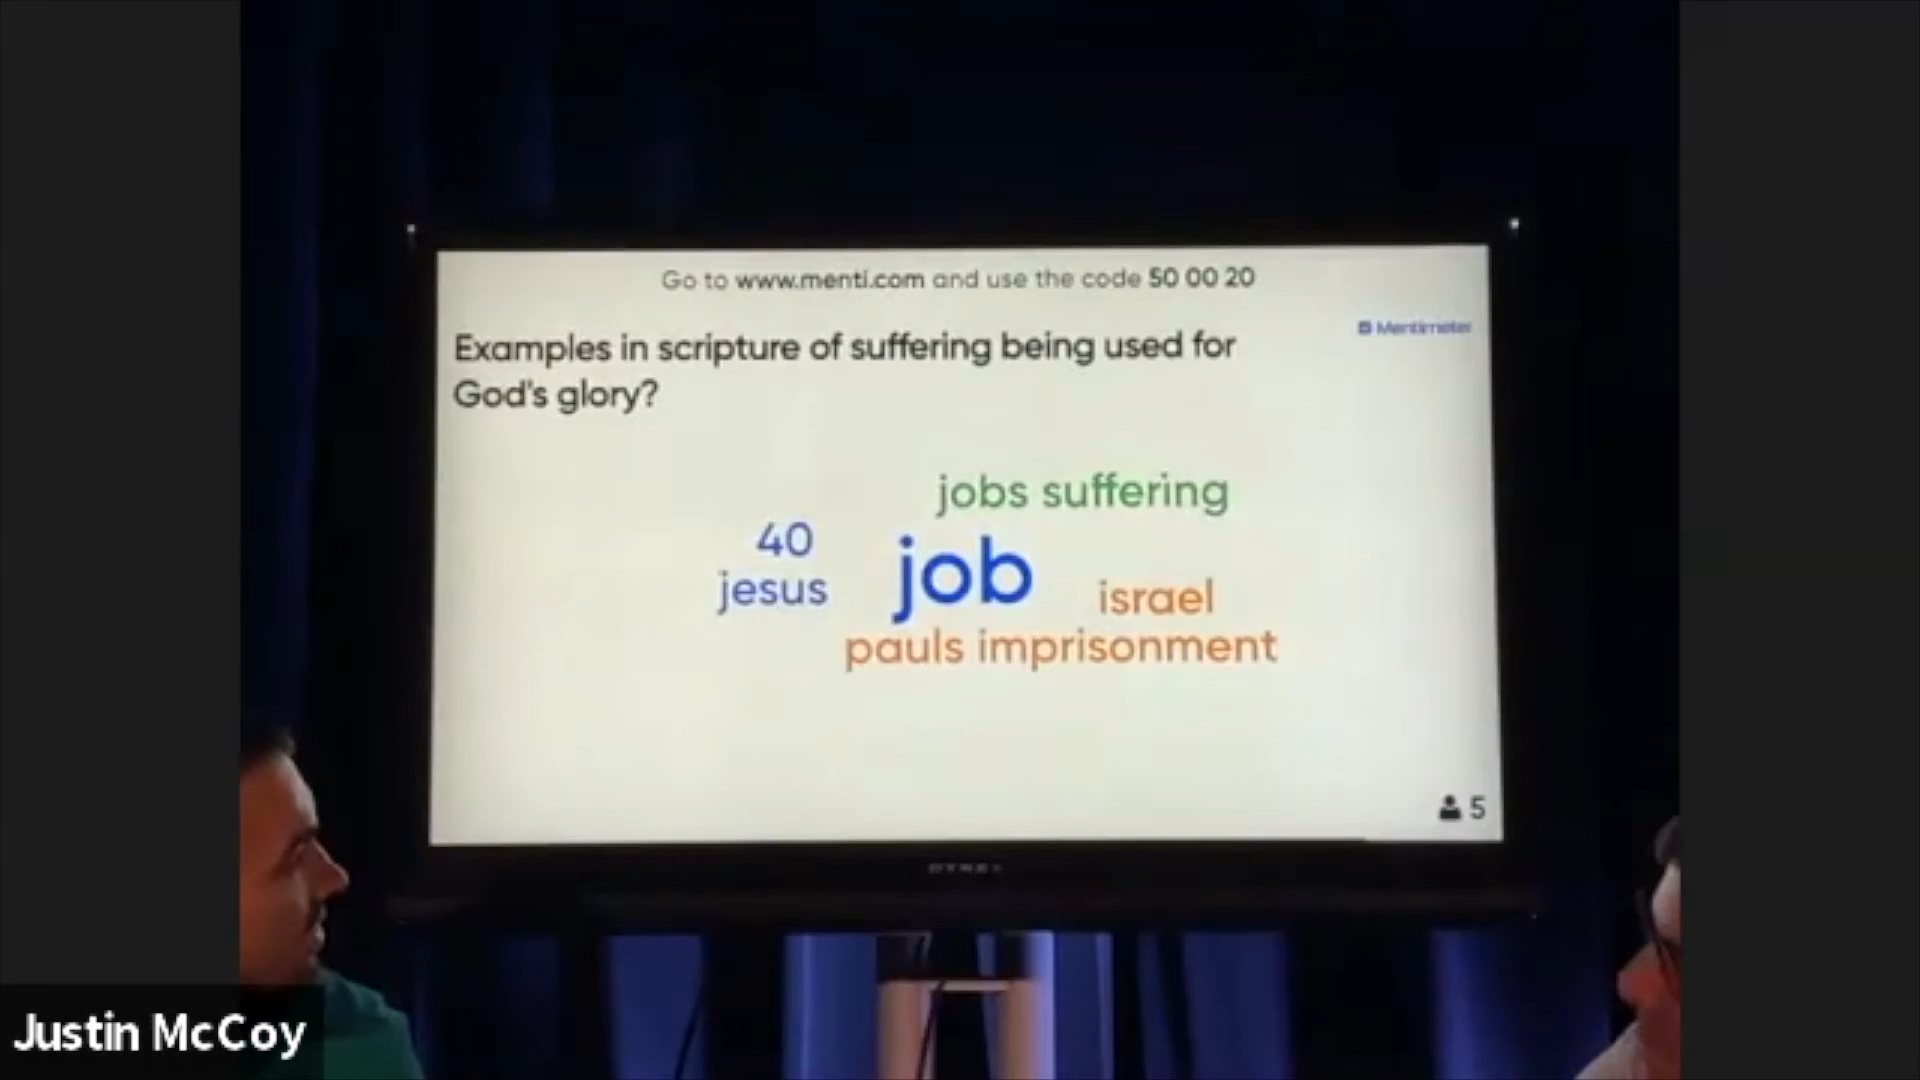 Go to www.menti.com and use the code 50 00 20
Mentimeter
Examples in scripture of suffering being used for
God's glory?
jobs suffering
40
job
jesus
israel
pauls imprisonment
5
Justin McCoy